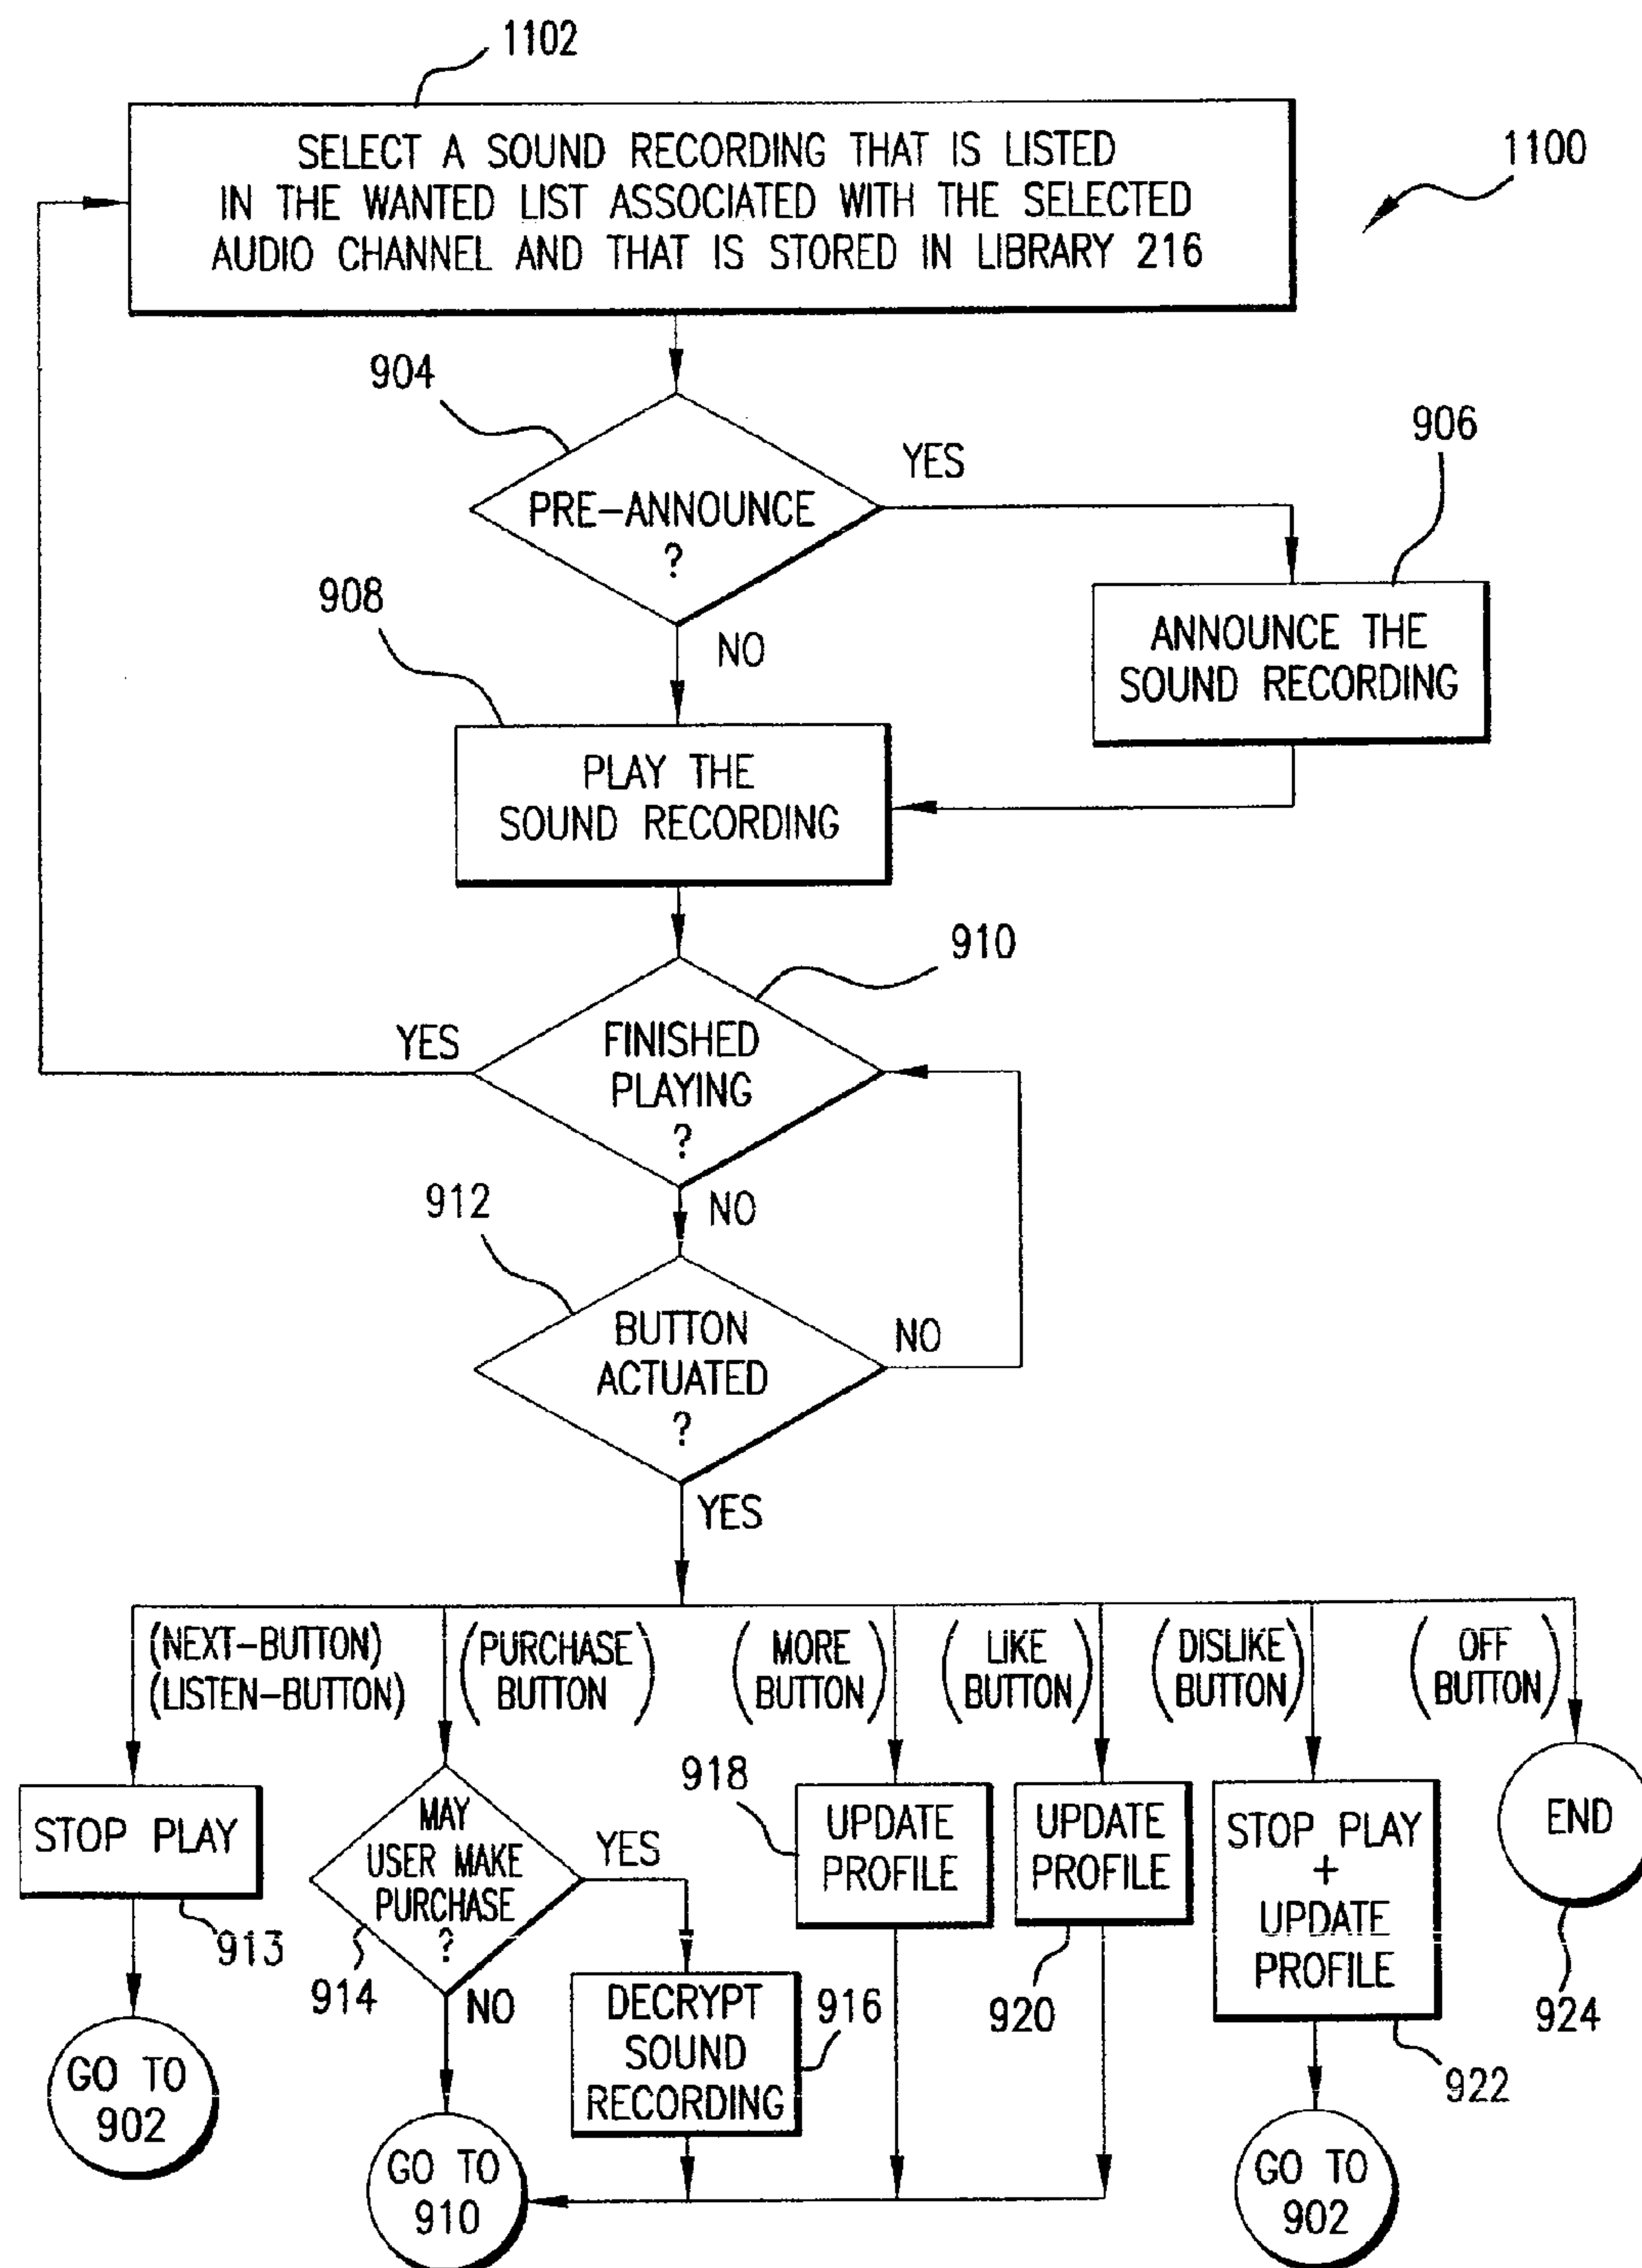 1102
SELECT A SOUND RECORDING THAT IS LISTED
IN THE WANTED LIST ASSOCIATED WITH THE SELECTED
AUDIO CHANNEL AND THAT IS STORED IN LIBRARY 216
1100
904
PRE-ANNOUNCE
?
YES
906
ANNOUNCE THE
SOUND RECORDING
NO
908
PLAY THE
SOUND RECORDING
910
FINISHED
PLAYING
?
YES
NO
912
BUTTON
ACTUATED
?
NO
YES
(NEXT-BUTTON)
(LISTEN-BUTTON)
(PURCHASE
BUTTON)
(MORE
BUTTON)
(LIKE
BUTTON)
(DISLIKE
BUTTON)
(OFF
BUTTON)
STOP PLAY
913
GO TO
902
MAY
USER MAKE
PURCHASE
?
914
YES
NO
DECRYPT
SOUND
RECORDING
916
GO TO
910
918
UPDATE
PROFILE
UPDATE
PROFILE
920
STOP PLAY
+
UPDATE
PROFILE
922
GO TO
902
END
924